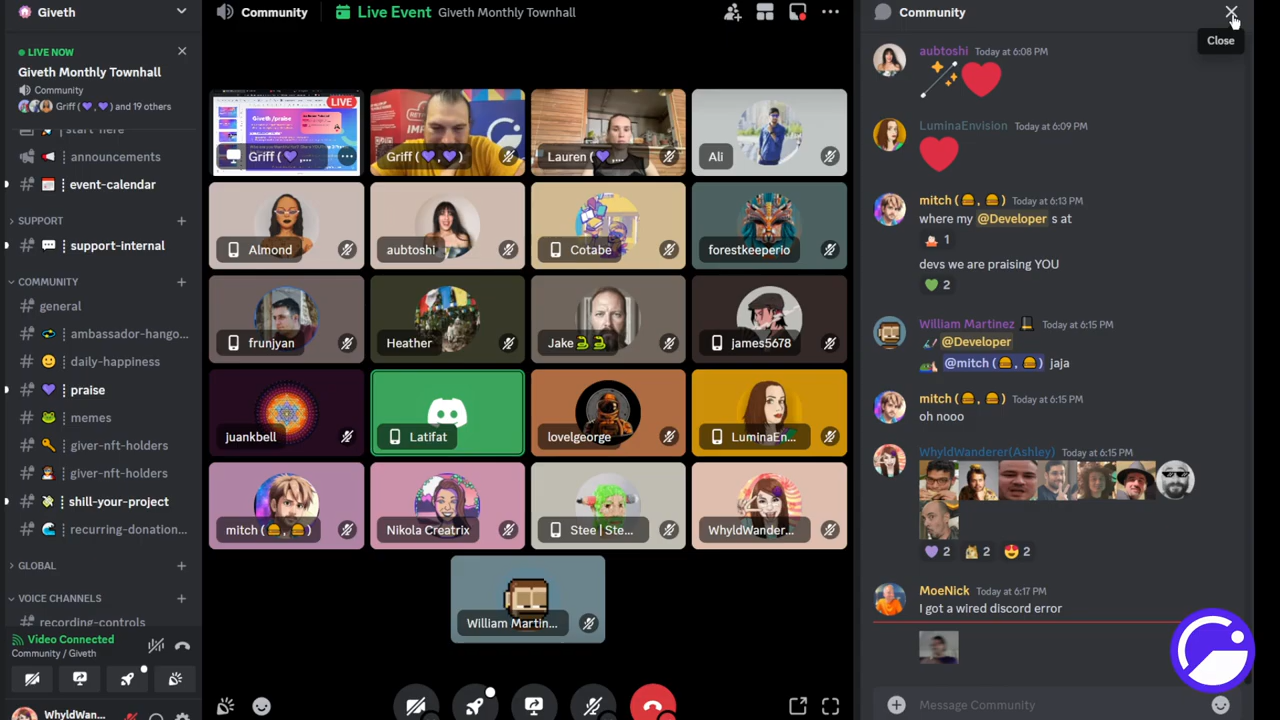 Giveth
LIVE NOW
Giveth Monthly Townhall
Community
Griff (💜,💜) and 19 others
start-here
announcements
event-calendar
SUPPORT
support-internal
COMMUNITY
general
ambassador-hango...
daily-happiness
praise
memes
giver-nft-holders
giver-nft-holders
shill-your-project
recurring-donation...
GLOBAL
VOICE CHANNELS
recording-controls
Video Connected
Community / Giveth
WhyldWan...
Community
Live Event
Giveth Monthly Townhall
LIVE
Giveth/praise
Griff (💜,...
Griff (💜,💜)
Lauren (💜,...
Ali
Almond
aubtoshi
Cotabe
forestkeeperio
frunjyan
Heather
Jake
james5678
juankbell
Latifat
lovelgeorge
LuminaEn...
mitch (🍔,🍔)
Nikola Creatrix
Stee | Ste...
WhyldWander...
William Martin...
Community
Close
aubtoshi Today at 6:08 PM
LuminaEnvision Today at 6:09 PM
mitch (🍔,🍔) Today at 6:13 PM
where my @Developer s at
1
devs we are praising YOU
2
William Martinez Today at 6:15 PM
@Developer
@mitch (🍔,🍔) jaja
mitch (🍔,🍔) Today at 6:15 PM
oh nooo
WhyldWanderer(Ashley) Today at 6:15 PM
2 2 2
MoeNick Today at 6:17 PM
I got a wired discord error
Message Community